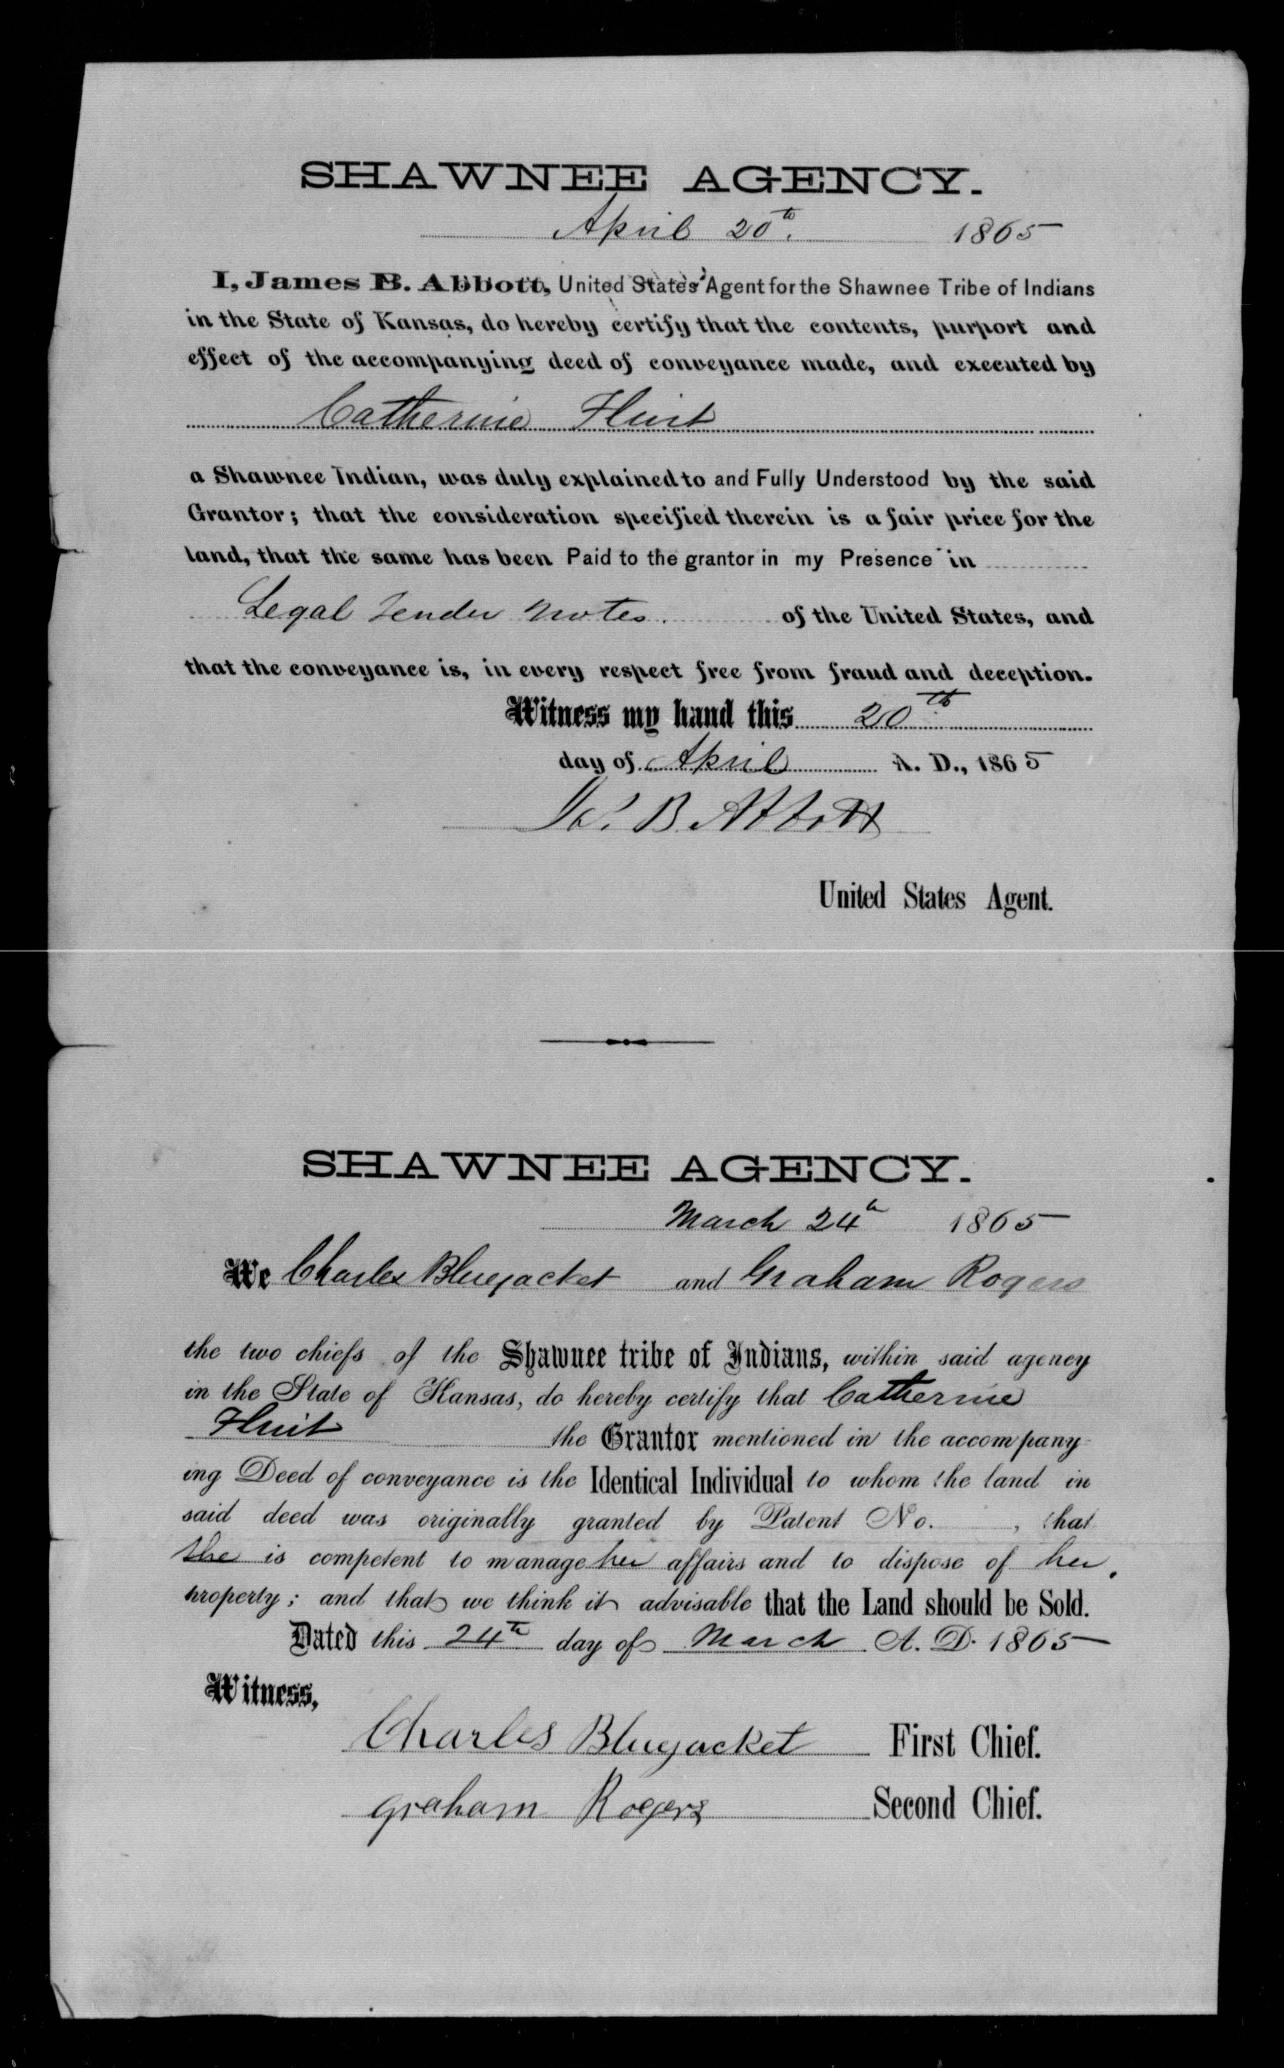 SHAWNEE AGENCY.
April 20th. 1865
I, James B. Abbott, United States' Agent for the Shawnee Tribe of Indians
in the State of Kansas, do hereby certify that the contents, purport and
effect of the accompanying deed of conveyance made, and executed by
Catherine Flint
a Shawnee Indian, was duly explained to and Fully Understood by the said
Grantor; that the consideration specified therein is a fair price for the
land, that the same has been Paid to the grantor in my Presence in
Legal Tender Notes. of the United States, and
that the conveyance is, in every respect free from fraud and deception.
Witness my hand this 20th
day of April A. D., 1865
Jas. B. Abbott
United States Agent.
SHAWNEE AGENCY.
March 24th 1865
We Charles Bluejacket and Graham Rogers
the two chiefs of the Shawnee tribe of Indians, within said agency
in the State of Kansas, do hereby certify that Catherine
Flint the Grantor mentioned in the accompany-
ing Deed of conveyance is the Identical Individual to whom the land in
said deed was originally granted by Patent No. , that
she is competent to manage her affairs and to dispose of her
property; and that we think it advisable that the Land should be Sold.
Dated this 24th day of March A. D. 1865
Witness,
Charles Bluejacket First Chief.
Graham Rogers Second Chief.